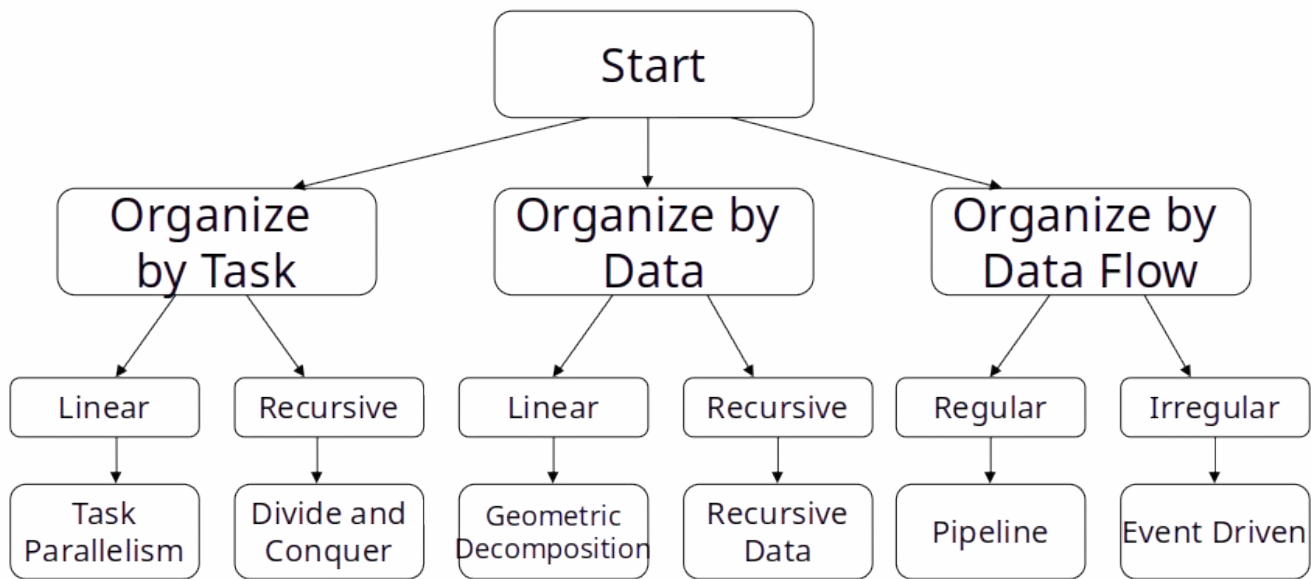 Start
Organize
by Task
Organize by
Data
Organize by
Data Flow
Linear
Recursive
Linear
Recursive
Regular
Irregular
Task
Parallelism
Divide and
Conquer
Geometric
Decomposition
Recursive
Data
Pipeline
Event Driven